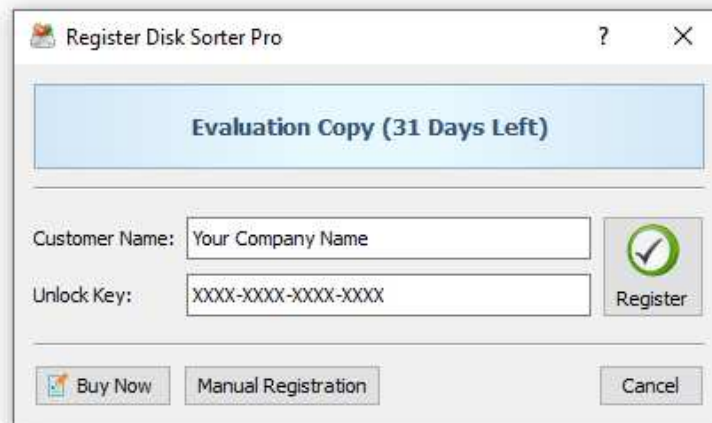 Register Disk Sorter Pro ?
Evaluation Copy (31 Days Left)
Customer Name: Your Company Name
Unlock Key: XXXX-XXXX-XXXX-XXXX
Register
Buy Now Manual Registration Cancel